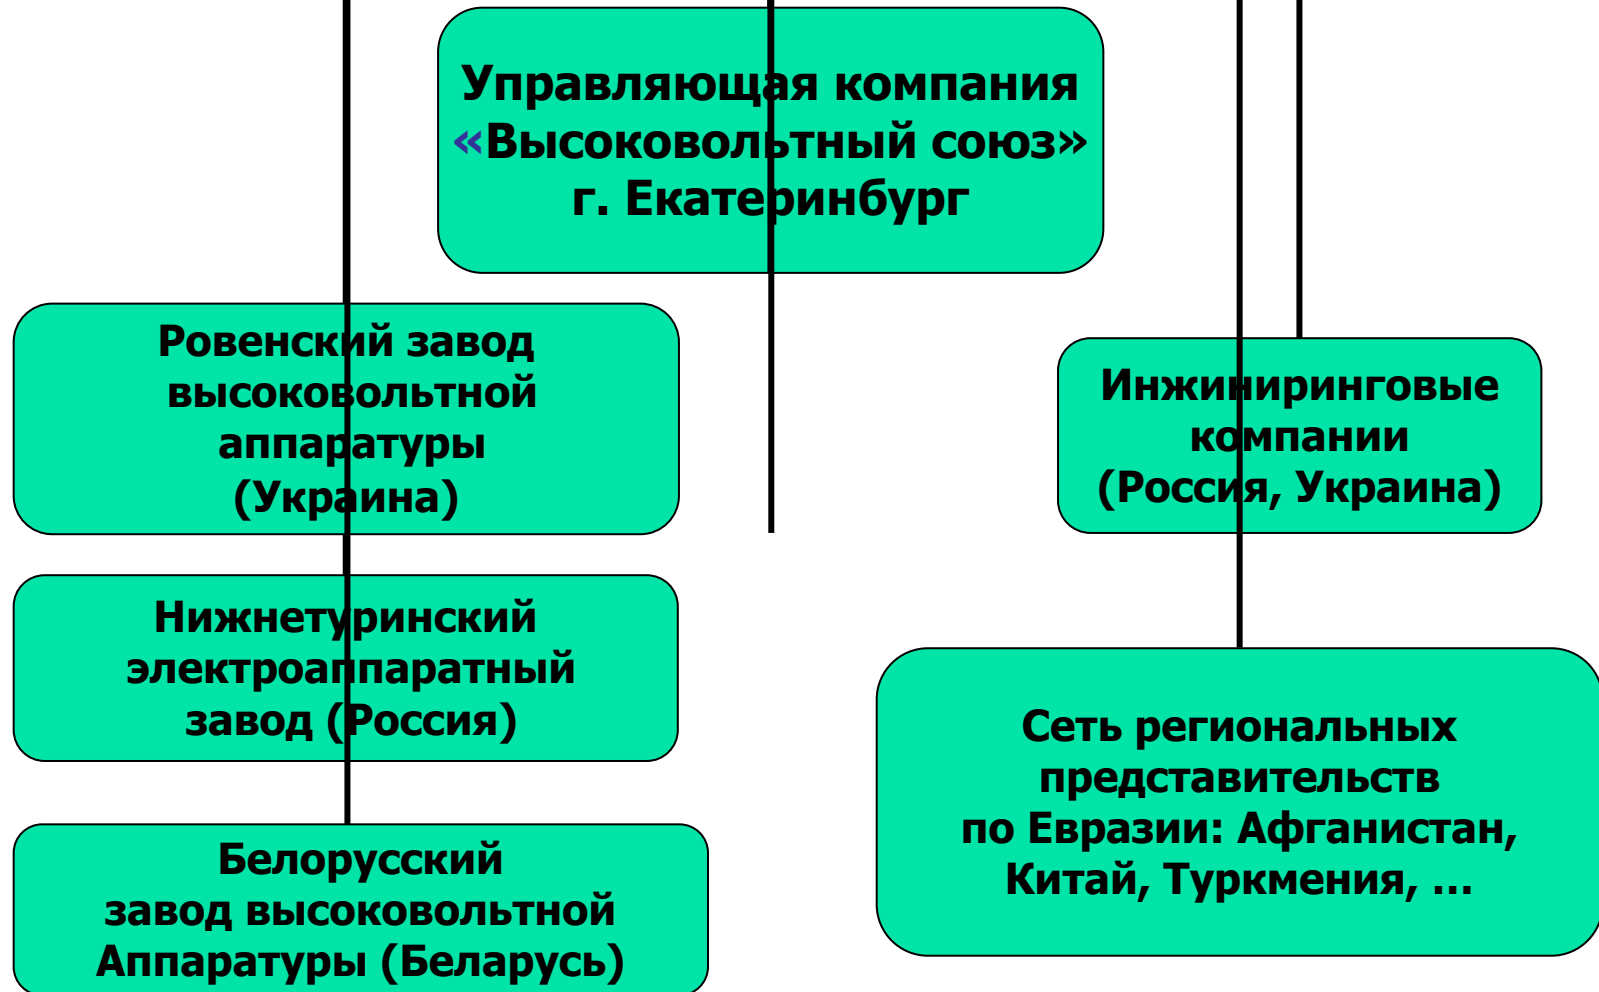 Управляющая компания
«Высоковольтный союз»
г. Екатеринбург
Ровенский завод
высоковольтной
аппаратуры
(Украина)
Инжиниринговые
компании
(Россия, Украина)
Нижнетуринский
электроаппаратный
завод (Россия)
Сеть региональных
представительств
по Евразии: Афганистан,
Китай, Туркмения, ...
Белорусский
завод высоковольтной
Аппаратуры (Беларусь)